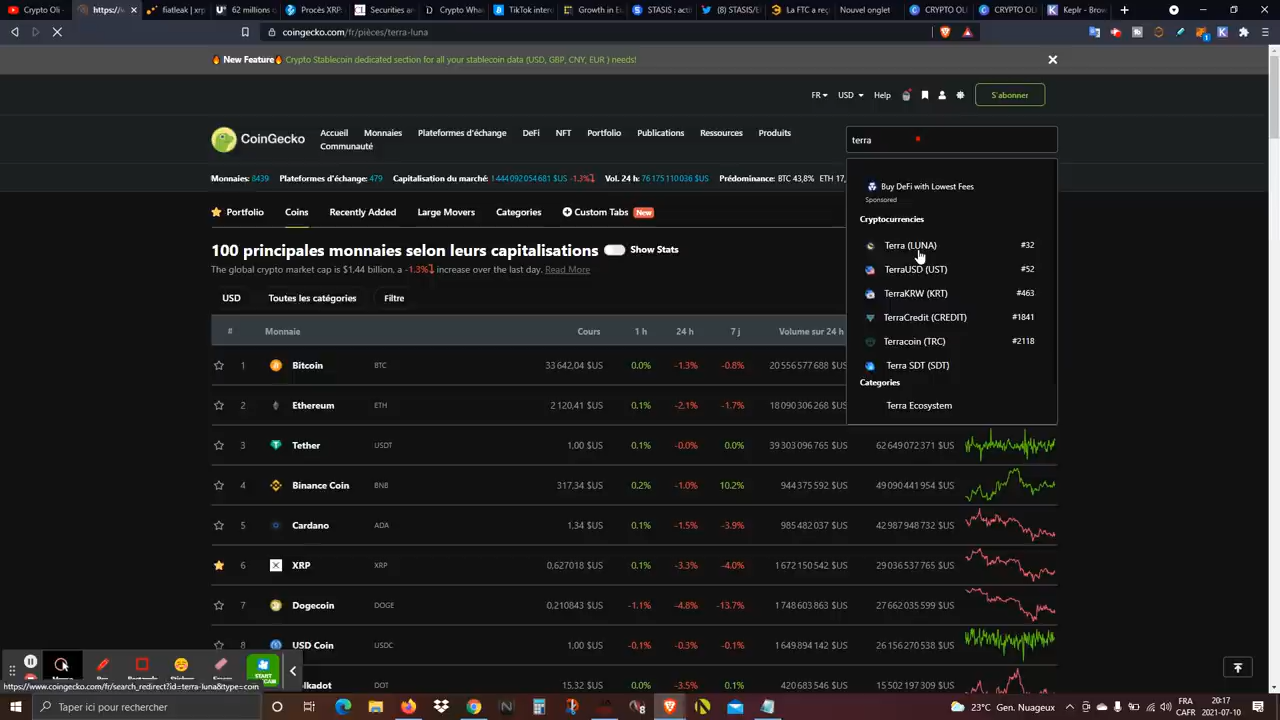 Crypto Oli
https://
fiatleak | xrp
62 millions c
Procès XRP:
Securities an
Crypto Wha
TikTok inter
Growth in E
STASIS : acti
(8) STASIS/E
La FTC a reç
Nouvel onglet
CRYPTO OLI
CRYPTO OLI
Keplr - Brow
coingecko.com/fr/pièces/terra-luna
New Feature Crypto Stablecoin dedicated section for all your stablecoin data (USD, GBP, CNY, EUR ) needs!
FR USD Help S'abonner
CoinGecko
Accueil Monnaies Plateformes d'échange DeFi NFT Portfolio Publications Ressources Produits
Communauté
terra
Monnaies: 8439 Plateformes d'échange: 479 Capitalisation du marché: 1 444 092 054 681 $US -1.3% Vol. 24 h: 76 175 110 036 $US Prédominance: BTC 43,8% ETH 17,
Buy DeFi with Lowest Fees
Sponsored
Cryptocurrencies
Terra (LUNA) #32
TerraUSD (UST) #52
TerraKRW (KRT) #463
TerraCredit (CREDIT) #1841
Terracoin (TRC) #2118
Terra SDT (SDT)
Categories
Terra Ecosystem
Portfolio Coins Recently Added Large Movers Categories Custom Tabs New
100 principales monnaies selon leurs capitalisations Show Stats
The global crypto market cap is $1,44 billion, a -1.3% increase over the last day. Read More
USD Toutes les catégories Filtre
# Monnaie Cours 1 h 24 h 7 j Volume sur 24 h
1 Bitcoin BTC 33 642,04 $US 0.0% -1.3% -0.8% 20 556 577 688 $US
2 Ethereum ETH 2 120,41 $US 0.1% -2.1% -1.7% 18 090 306 268 $US
3 Tether USDT 1,00 $US 0.1% -0.0% 0.0% 39 303 096 765 $US 62 649 072 371 $US
4 Binance Coin BNB 317,34 $US 0.2% -1.0% 10.2% 944 375 592 $US 49 090 441 954 $US
5 Cardano ADA 1,34 $US 0.1% -1.5% -3.9% 985 482 037 $US 42 987 948 732 $US
6 XRP XRP 0,627018 $US 0.1% -3.3% -4.0% 1 672 150 542 $US 29 036 537 765 $US
7 Dogecoin DOGE 0,210843 $US -1.1% -4.8% -13.7% 1 748 603 863 $US 27 662 035 599 $US
8 USD Coin USDC 1,00 $US -0.1% -0.3% -0.1% 1 649 894 142 $US 26 156 270 537 $US
lkadot DOT 15,32 $US 0.0% -3.5% 0.1% 420 683 546 $US 15 502 197 309 $US
START
https://www.coingecko.com/fr/search_redirect?id=terra-luna&type=coin
Taper ici pour rechercher
23°C Gen. Nuageux
FRA
CAFR
20:17
2021-07-10